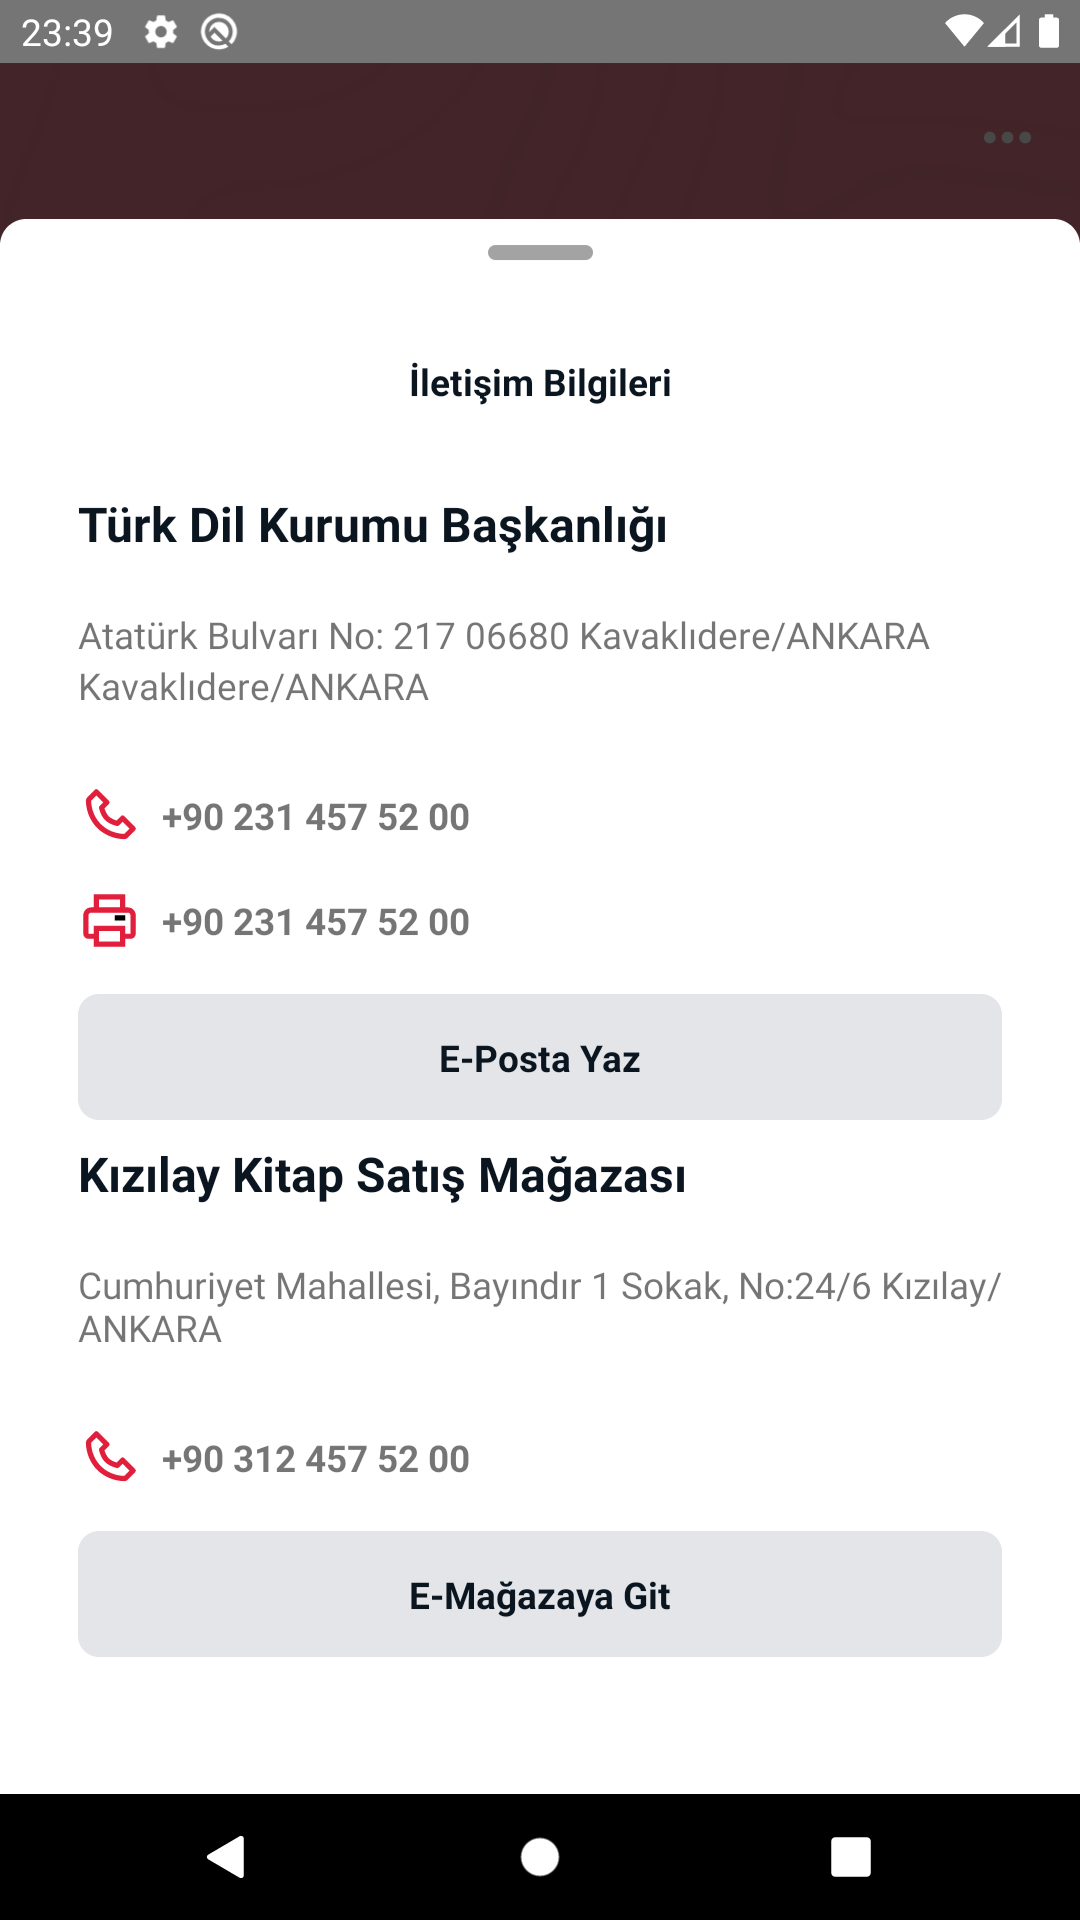 23:39
İletişim Bilgileri
Türk Dil Kurumu Başkanlığı
Atatürk Bulvarı No: 217 06680 Kavaklıdere/ANKARA
Kavaklıdere/ANKARA
+90 231 457 52 00
+90 231 457 52 00
E-Posta Yaz
Kızılay Kitap Satış Mağazası
Cumhuriyet Mahallesi, Bayındır 1 Sokak, No:24/6 Kızılay/
ANKARA
+90 312 457 52 00
E-Mağazaya Git